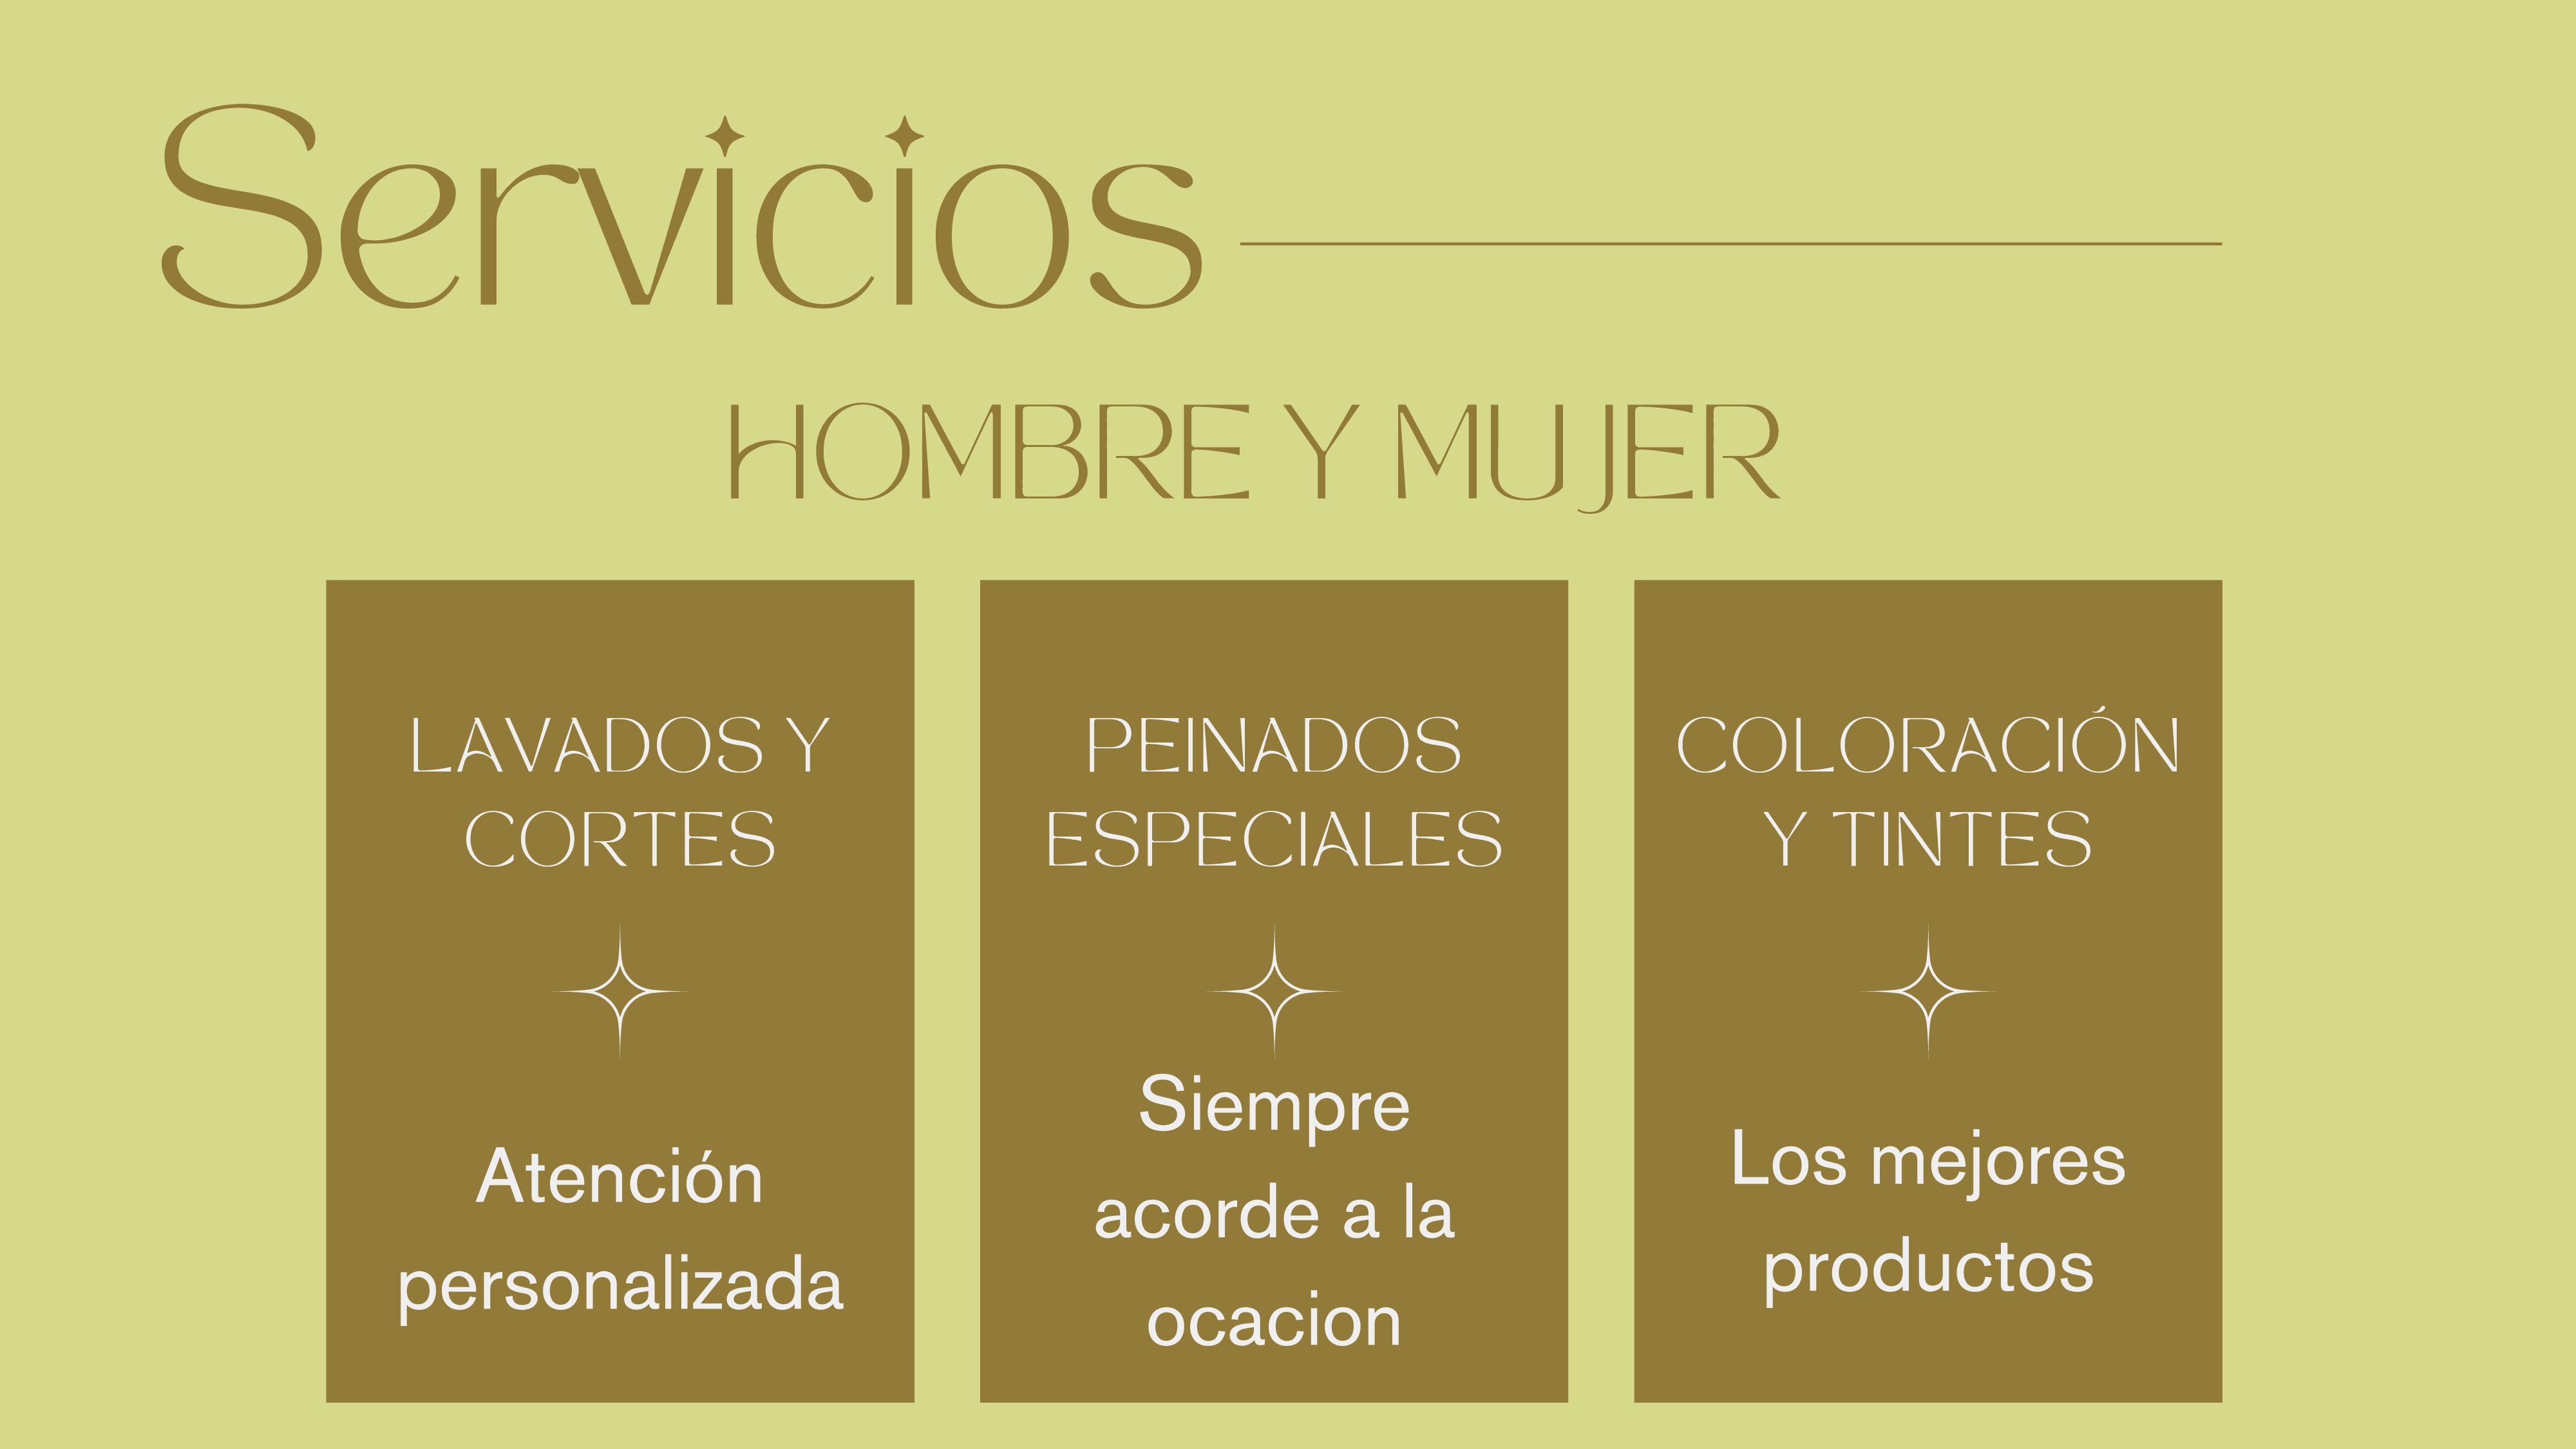 Servicios
HOMBRE Y MUJER
LAVADOS Y
CORTES
Atención
personalizada
PEINADOS
ESPECIALES
Siempre
acorde a la
ocacion
COLORACIÓN
Y TINTES
Los mejores
productos